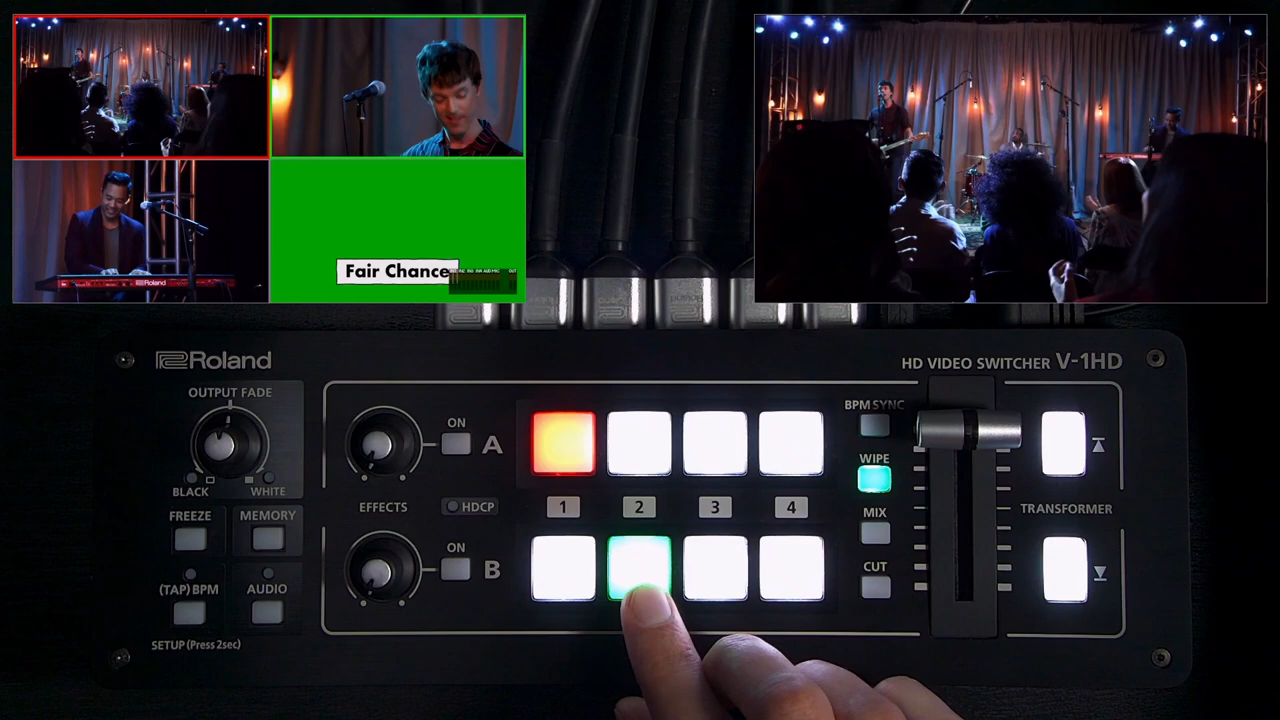 Fair Chance
Roland
HD VIDEO SWITCHER V-1HD
Roland
OUTPUT FADE
BLACK
WHITE
FREEZE
MEMORY
(TAP) BPM
AUDIO
SETUP (Press 2sec)
ON
A
EFFECTS
HDCP
ON
B
1
2
3
4
BPM SYNC
WIPE
MIX
CUT
TRANSFORMER